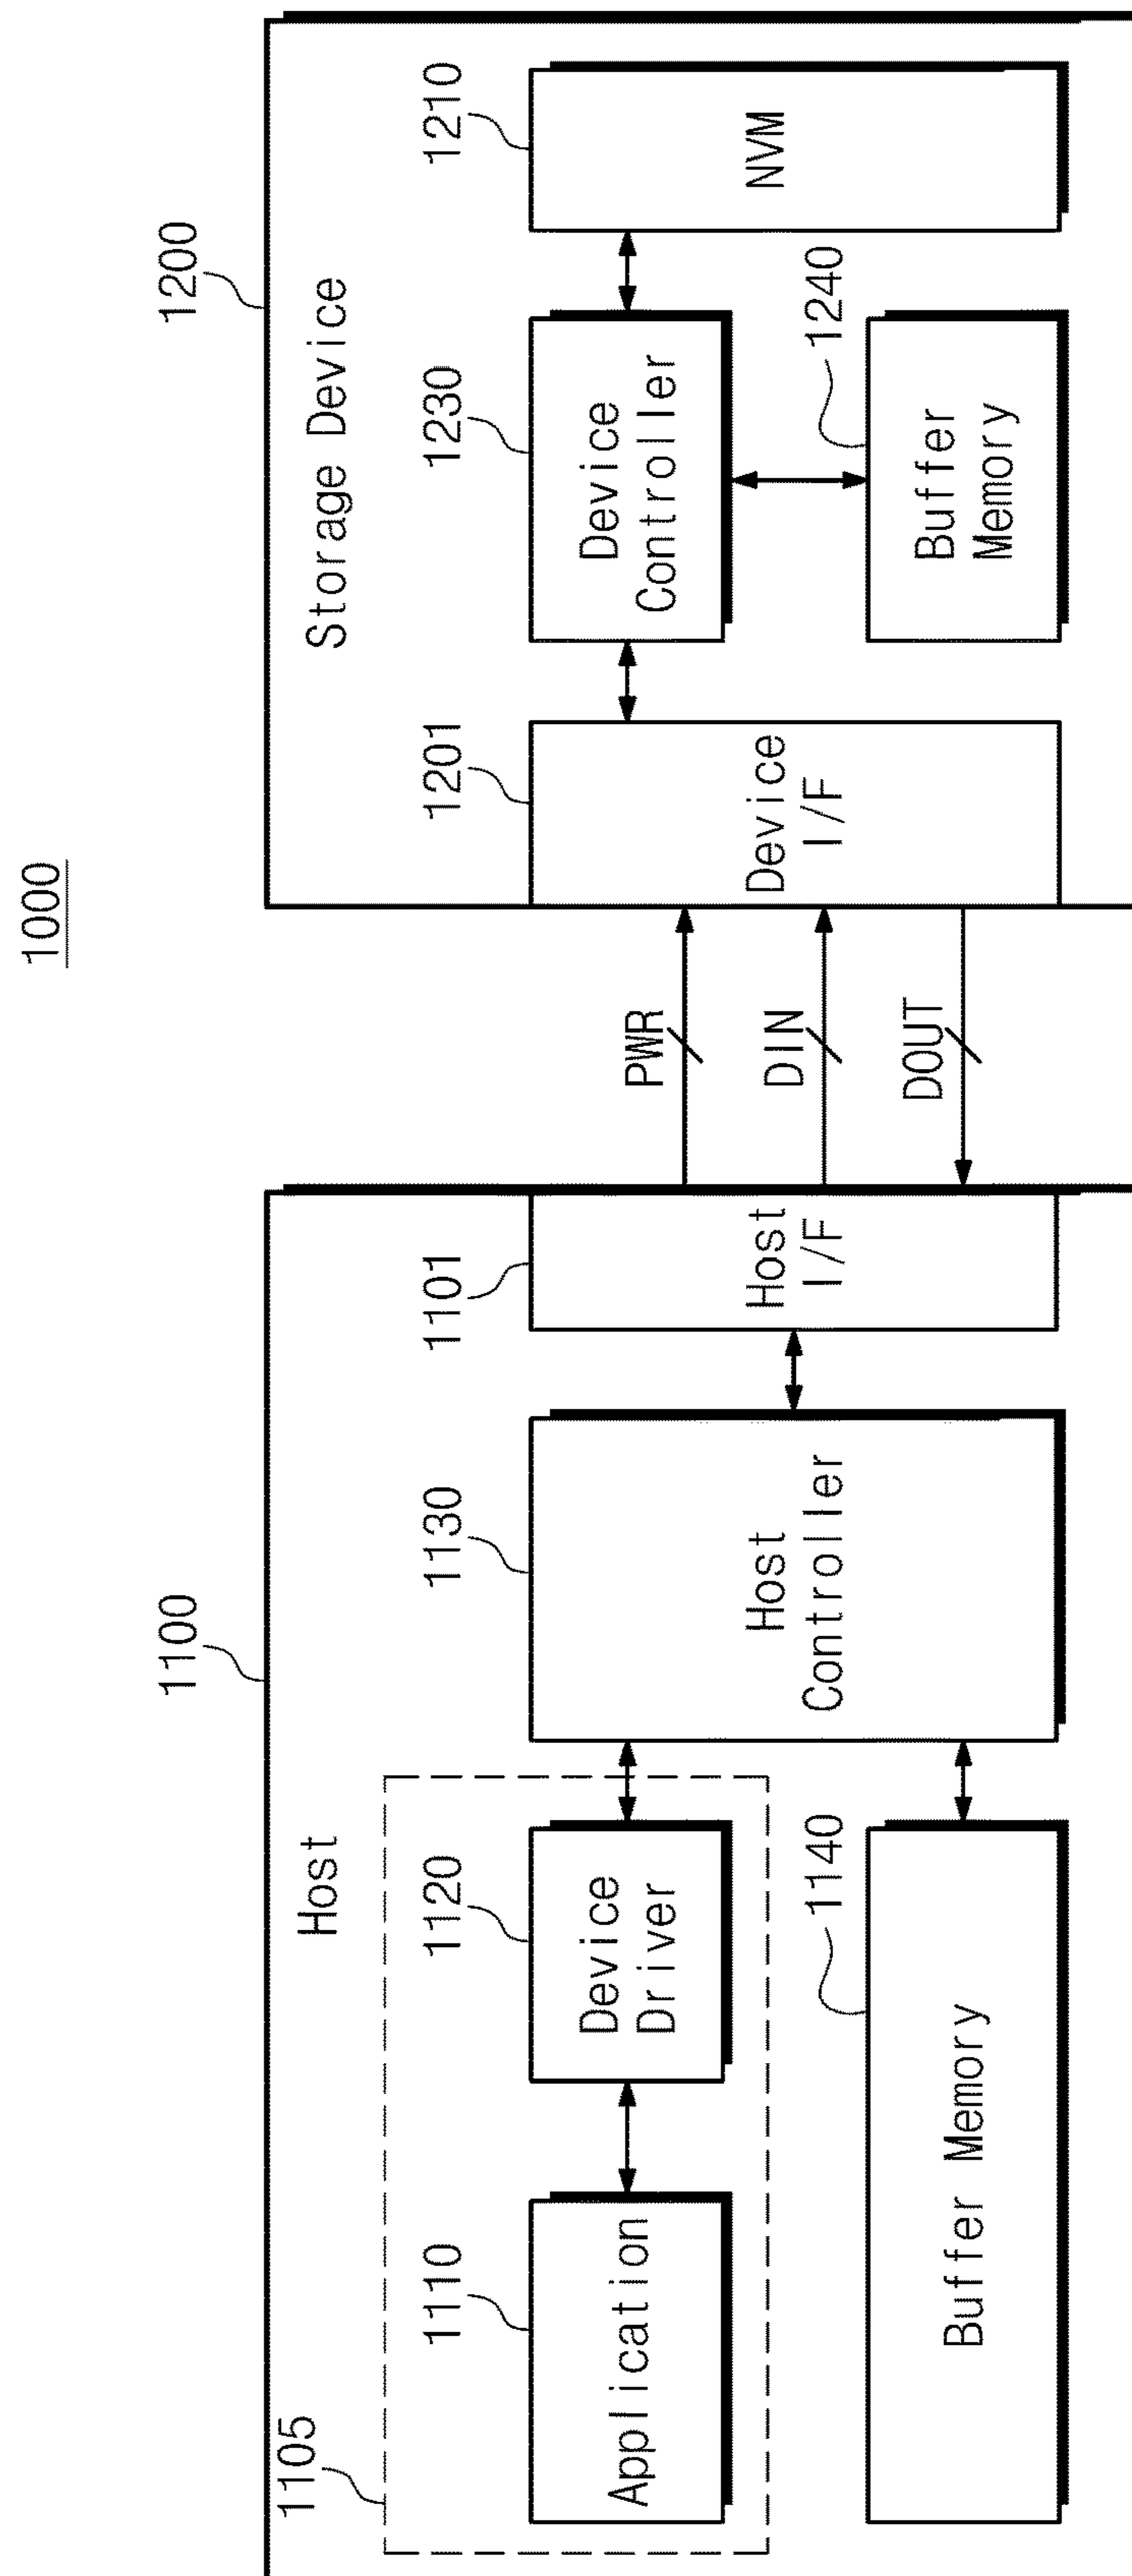 1000
1100
1200
Host
Storage Device
1105
1110
1120
1130
1101
1201
1230
1210
Application
Device
Driver
Host
Controller
Host
I/F
PWR
DIN
DOUT
Device
I/F
Device
Controller
NVM
1140
1240
Buffer Memory
Buffer
Memory